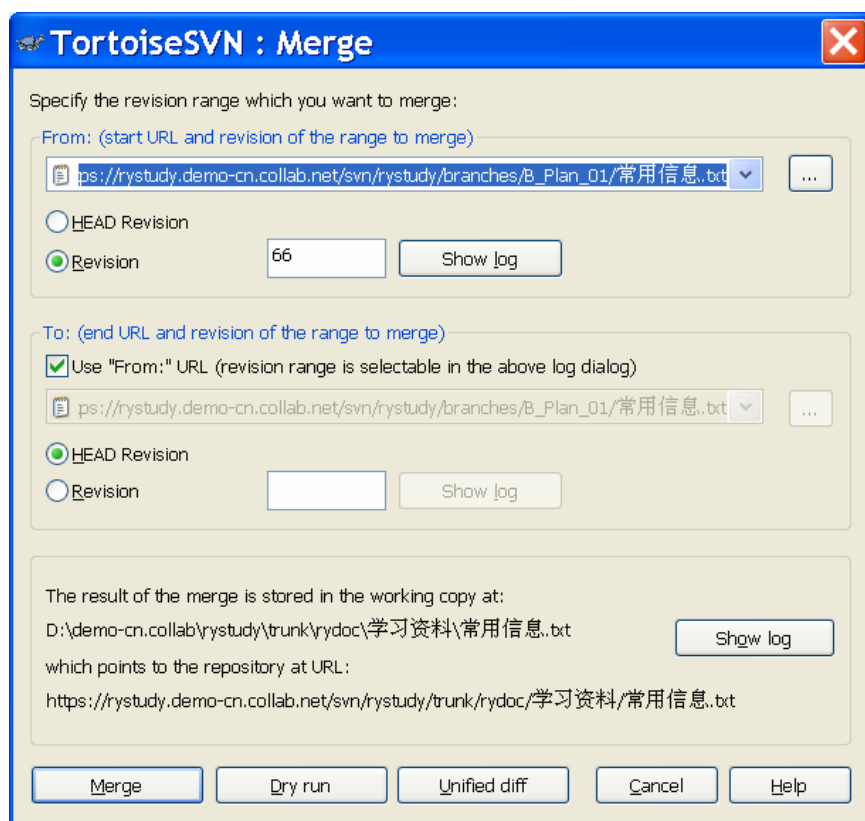 TortoiseSVN : Merge
Specify the revision range which you want to merge:
From: (start URL and revision of the range to merge)
ps://rystudy.demo-cn.collab.net/svn/rystudy/branches/B_Plan_01/常用信息.txt
...
HEAD Revision
Revision 66 Show log
To: (end URL and revision of the range to merge)
Use "From:" URL (revision range is selectable in the above log dialog)
ps://rystudy.demo-cn.collab.net/svn/rystudy/branches/B_Plan_01/常用信息.txt
...
HEAD Revision
Revision Show log
The result of the merge is stored in the working copy at:
D:\demo-cn.collab\rystudy\trunk\rydoc\学习资料\常用信息.txt
Show log
which points to the repository at URL:
https://rystudy.demo-cn.collab.net/svn/rystudy/trunk/rydoc/学习资料/常用信息.txt
Merge Dry run Unified diff Cancel Help